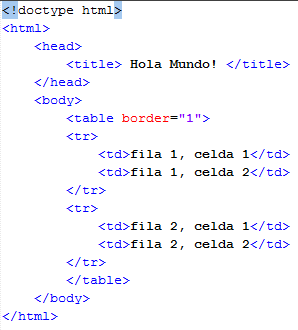 <!doctype html>
<html>
<head>
<title> Hola Mundo! </title>
</head>
<body>
<table border="1">
<tr>
<td>fila 1, celda 1</td>
<td>fila 1, celda 2</td>
</tr>
<tr>
<td>fila 2, celda 1</td>
<td>fila 2, celda 2</td>
</tr>
</table>
</body>
</html>